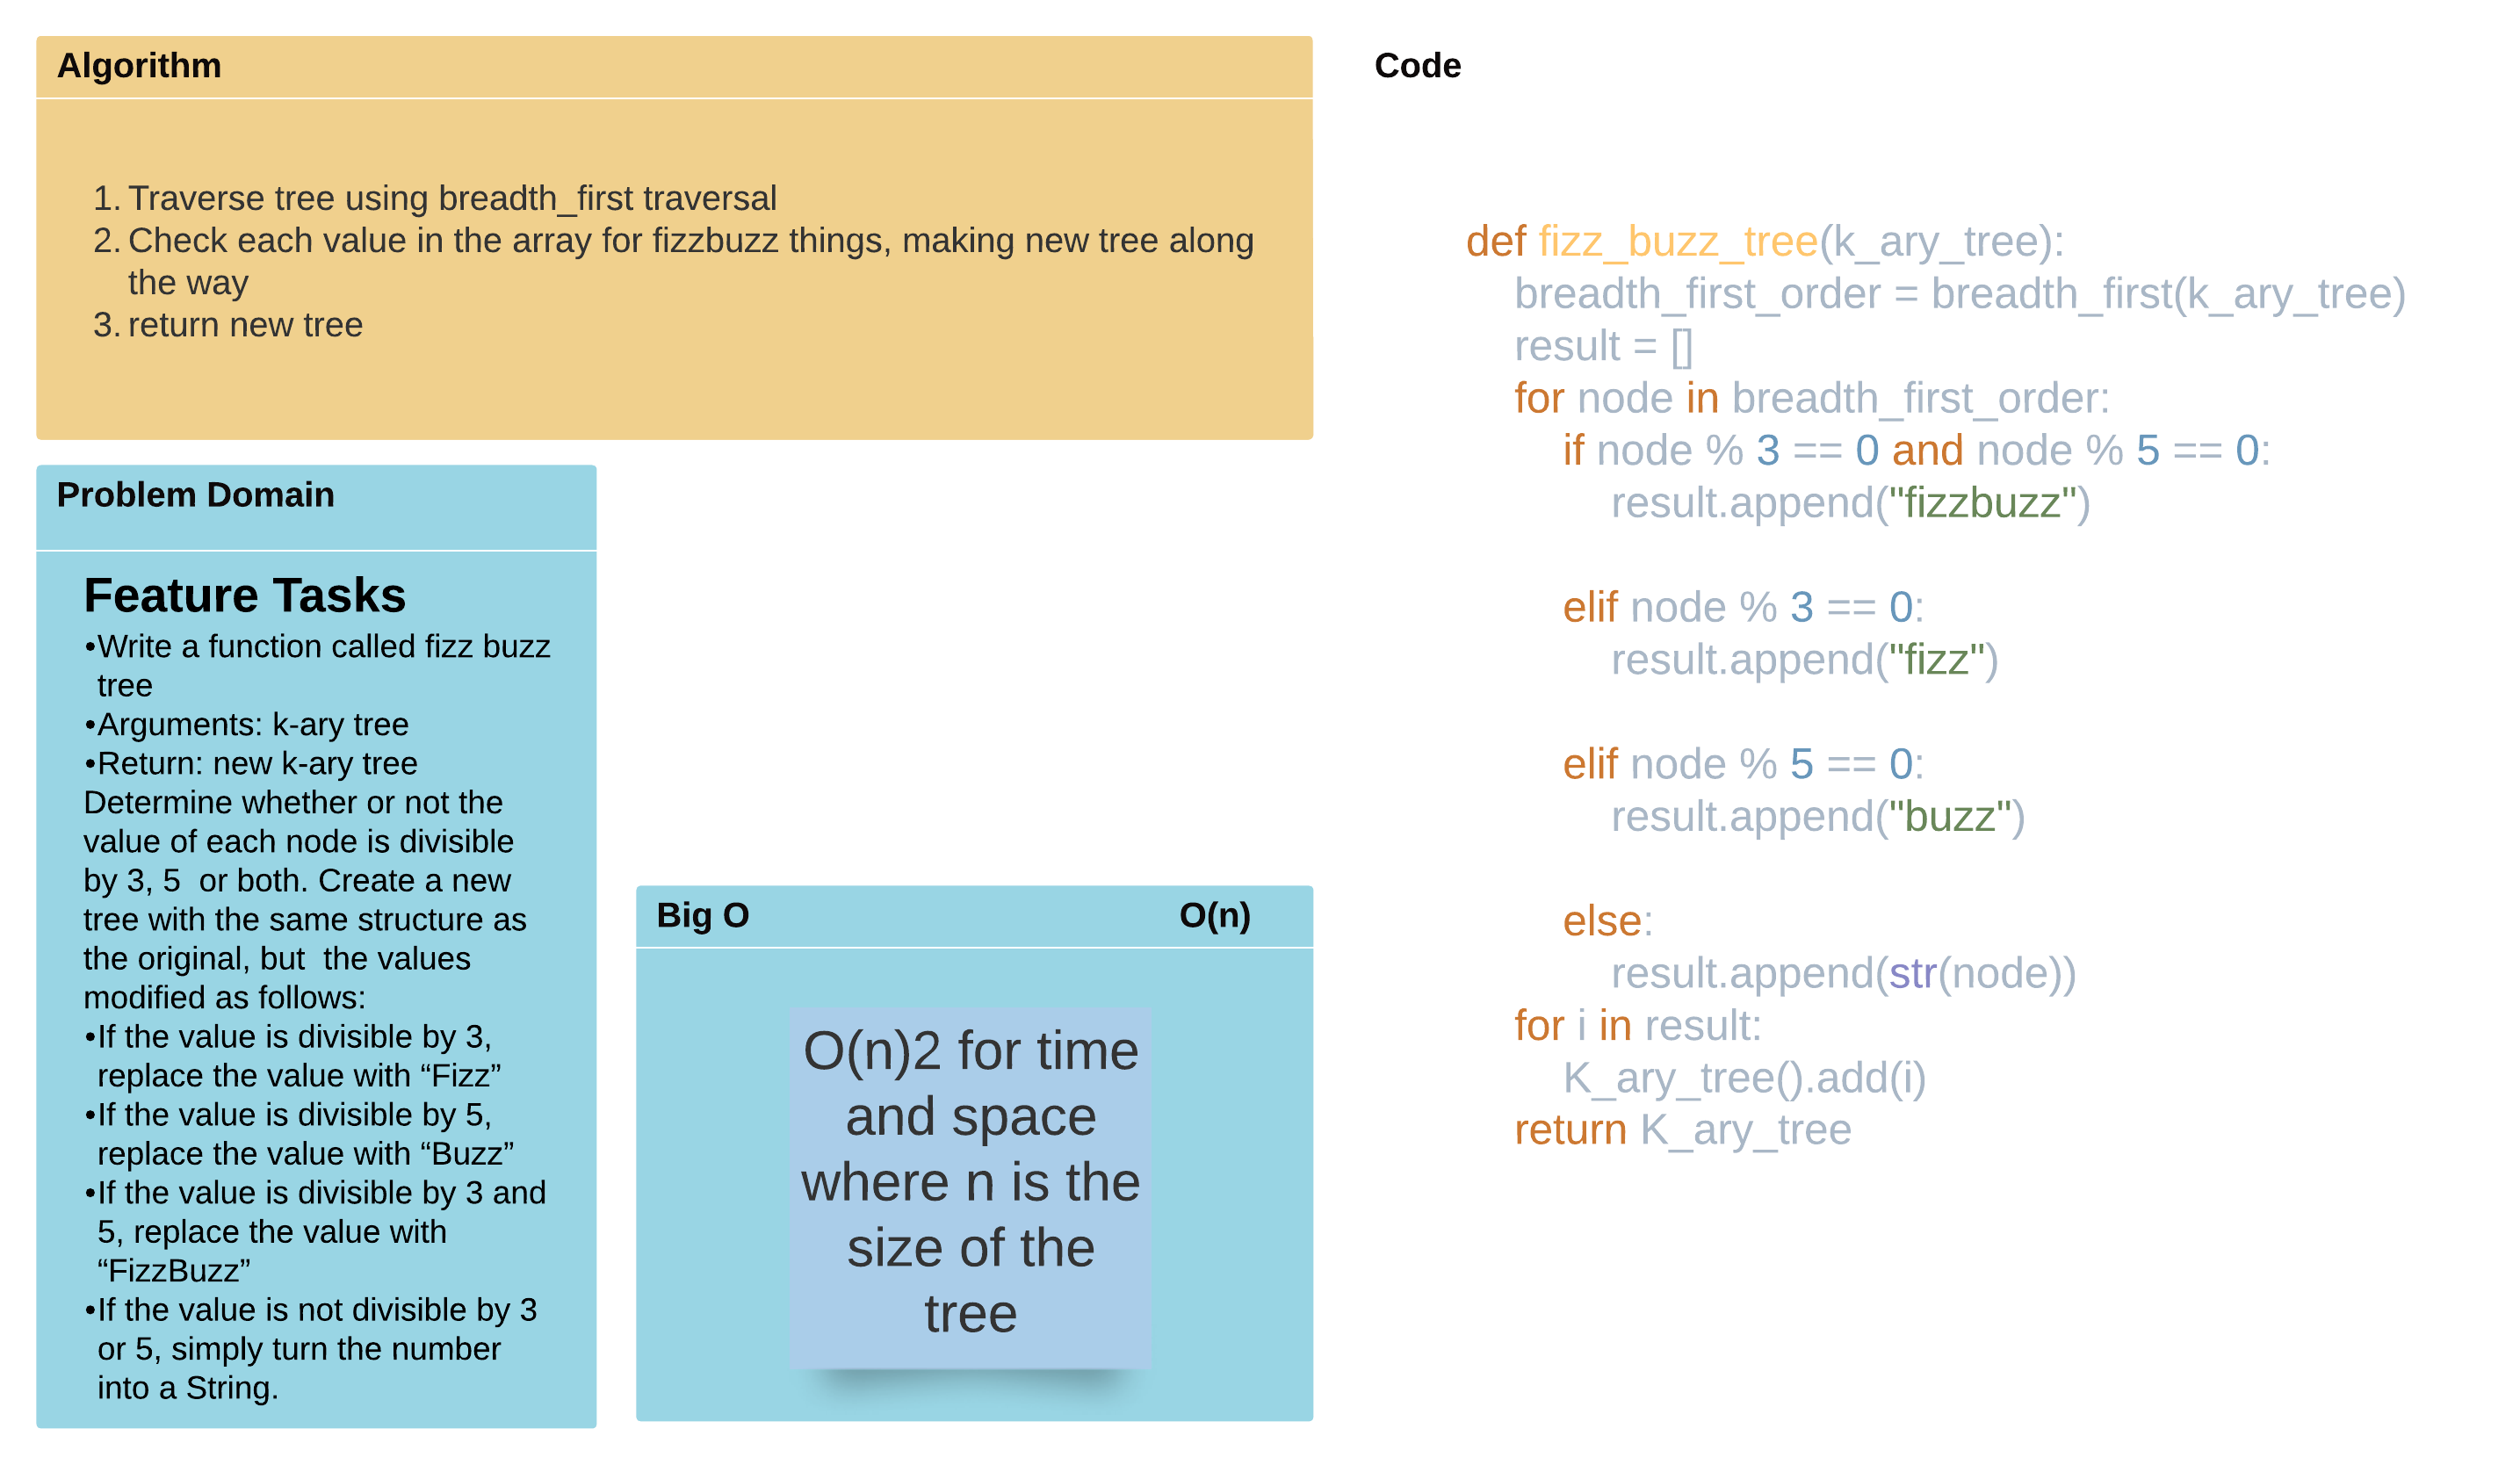 Algorithm
1. Traverse tree using breadth_first traversal
2. Check each value in the array for fizzbuzz things, making new tree along
the way
3. return new tree
Problem Domain
Feature Tasks
•Write a function called fizz buzz
tree
•Arguments: k-ary tree
•Return: new k-ary tree
Determine whether or not the
value of each node is divisible
by 3, 5  or both. Create a new
tree with the same structure as
the original, but  the values
modified as follows:
•If the value is divisible by 3,
replace the value with “Fizz”
•If the value is divisible by 5,
replace the value with “Buzz”
•If the value is divisible by 3 and
5, replace the value with
“FizzBuzz”
•If the value is not divisible by 3
or 5, simply turn the number
into a String.
Big O O(n)
O(n)2 for time
and space
where n is the
size of the
tree
Code
def fizz_buzz_tree(k_ary_tree):
breadth_first_order = breadth_first(k_ary_tree)
result = []
for node in breadth_first_order:
if node % 3 == 0 and node % 5 == 0:
result.append("fizzbuzz")
elif node % 3 == 0:
result.append("fizz")
elif node % 5 == 0:
result.append("buzz")
else:
result.append(str(node))
for i in result:
K_ary_tree().add(i)
return K_ary_tree